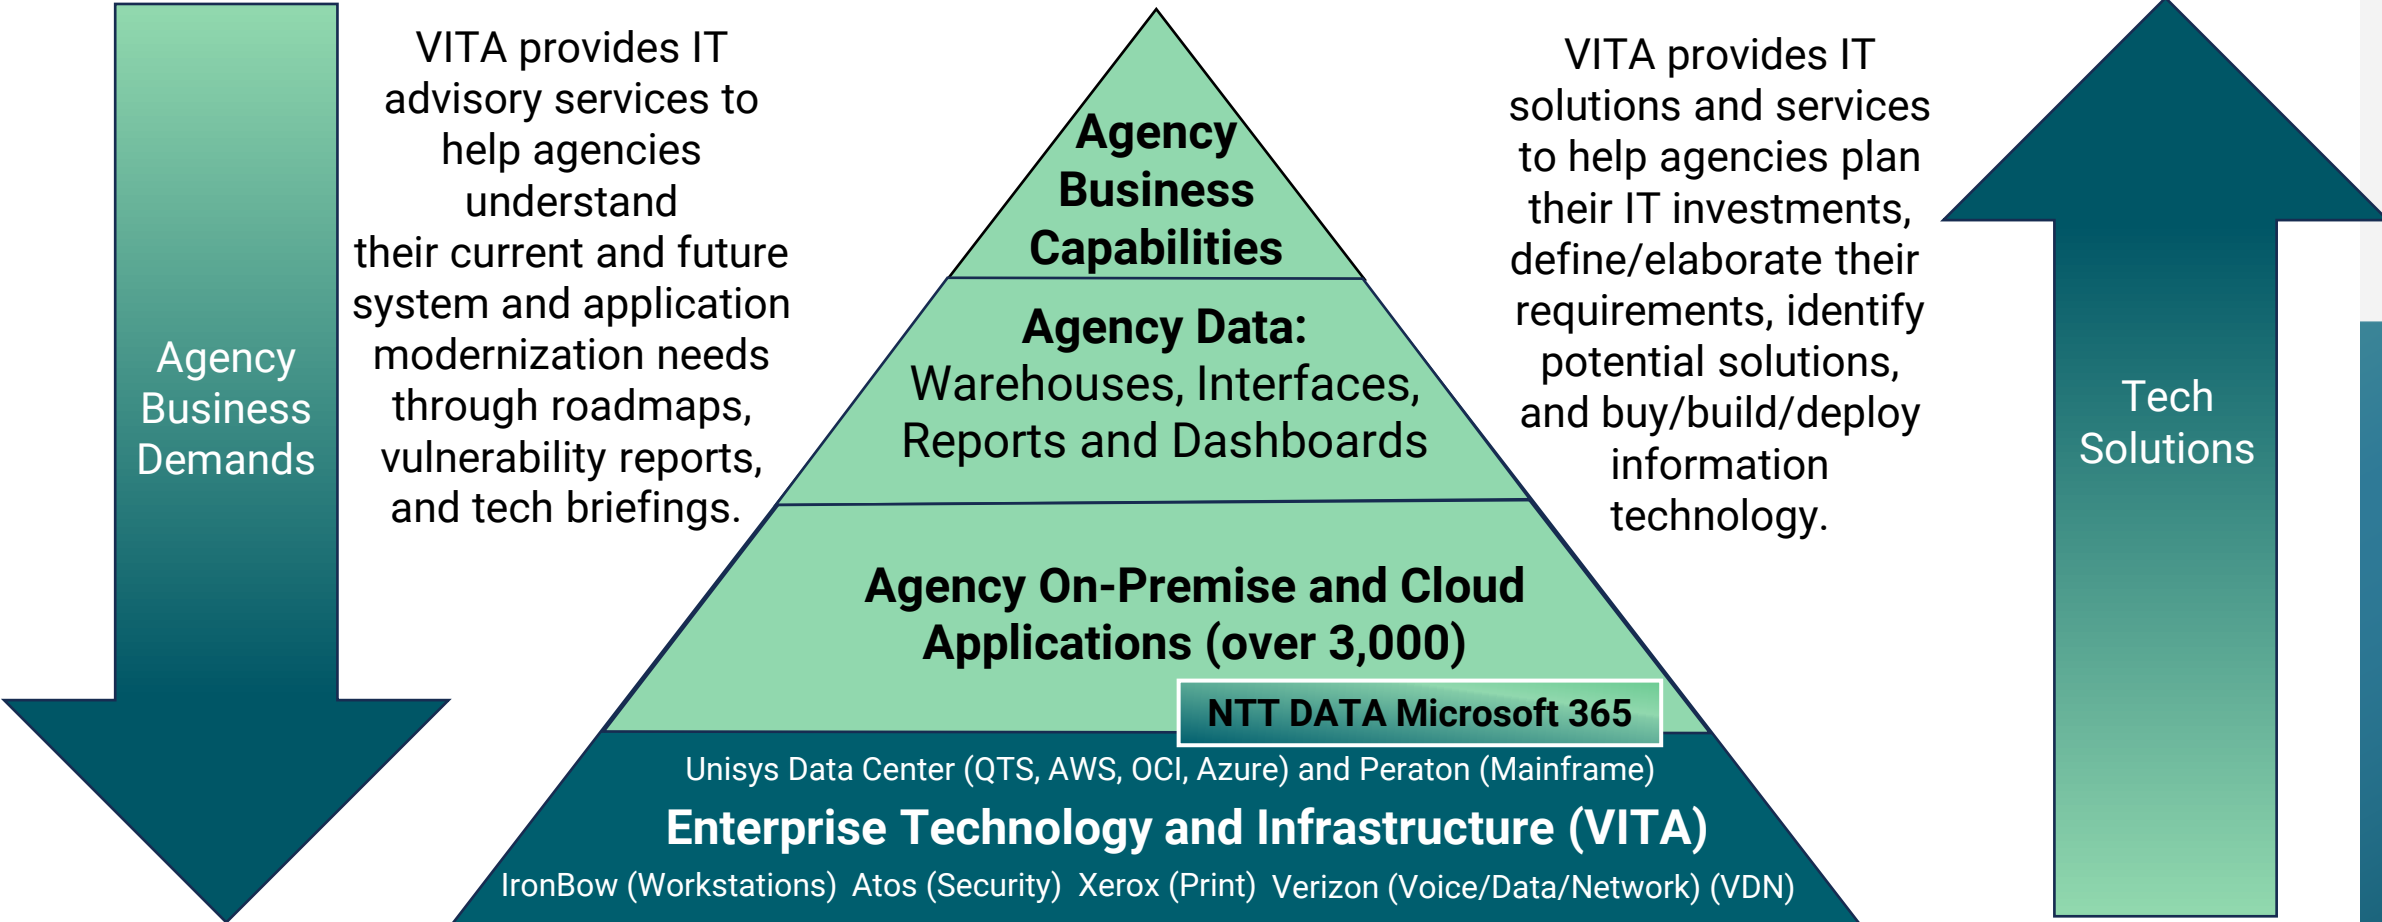 Agency
Business
Demands
VITA provides IT
advisory services to
help agencies
understand
their current and future
system and application
modernization needs
through roadmaps,
vulnerability reports,
and tech briefings.
Agency
Business
Capabilities
Agency Data:
Warehouses, Interfaces,
Reports and Dashboards
Agency On-Premise and Cloud
Applications (over 3,000)
NTT DATA Microsoft 365
Unisys Data Center (QTS, AWS, OCI, Azure) and Peraton (Mainframe)
Enterprise Technology and Infrastructure (VITA)
IronBow (Workstations) Atos (Security) Xerox (Print) Verizon (Voice/Data/Network) (VDN)
VITA provides IT
solutions and services
to help agencies plan
their IT investments,
define/elaborate their
requirements, identify
potential solutions,
and buy/build/deploy
information
technology.
Tech
Solutions